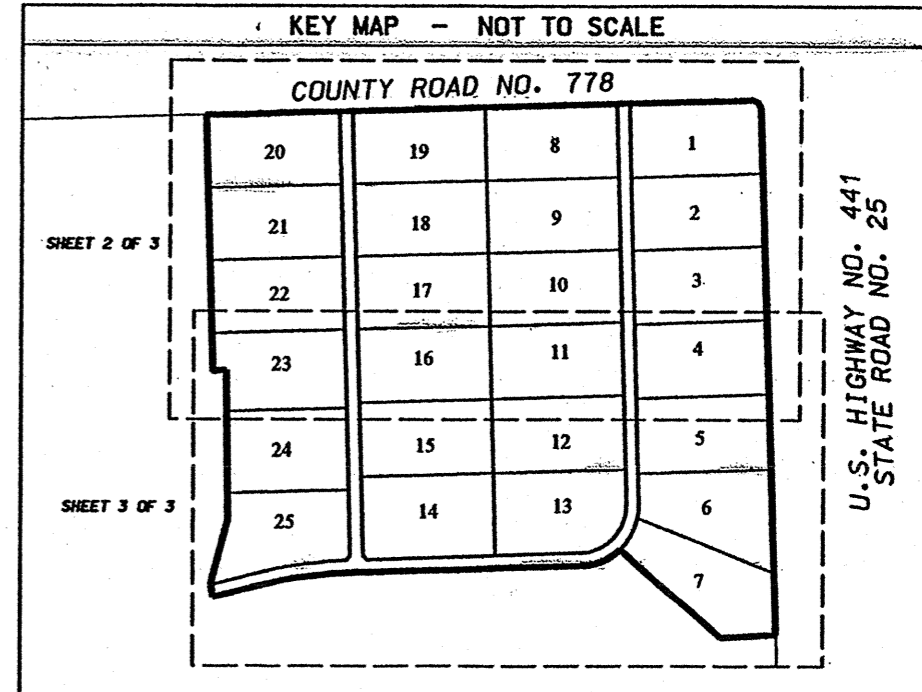 KEY MAP - NOT TO SCALE
COUNTY ROAD NO. 778
20 19 8 1
21 18 9 2
SHEET 2 OF 3
22 17 10 3
23 16 11 4
24 15 12 5
SHEET 3 OF 3
25 14 13 6
7
U.S. HIGHWAY NO. 441
STATE ROAD NO. 25